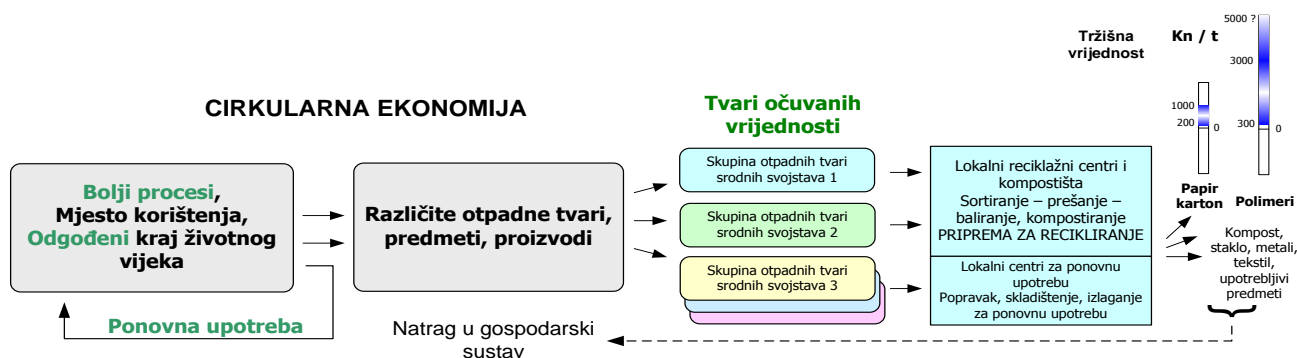 CIRKULARNA EKONOMIJA
Bolji procesi,
Mjesto korištenja,
Odgođeni kraj životnog
vijeka
Ponovna upotreba
Različite otpadne tvari,
predmeti, proizvodi
Tvari očuvanih
vrijednosti
Skupina otpadnih tvari
srodnih svojstava 1
Skupina otpadnih tvari
srodnih svojstava 2
Skupina otpadnih tvari
srodnih svojstava 3
Lokalni reciklažni centri i
kompostišta
Sortiranje – prešanje –
baliranje, kompostiranje
PRIPREMA ZA RECIKLIRANJE
Lokalni centri za ponovnu
upotrebu
Popravak, skladištenje, izlaganje
za ponovnu upotrebu
Natrag u gospodarski
sustav
Tržišna
vrijednost
Kn / t
1000
200
0
Papir
karton
5000 ?
3000
300
0
Polimeri
Kompost,
staklo, metali,
tekstil,
upotrebljivi
predmeti